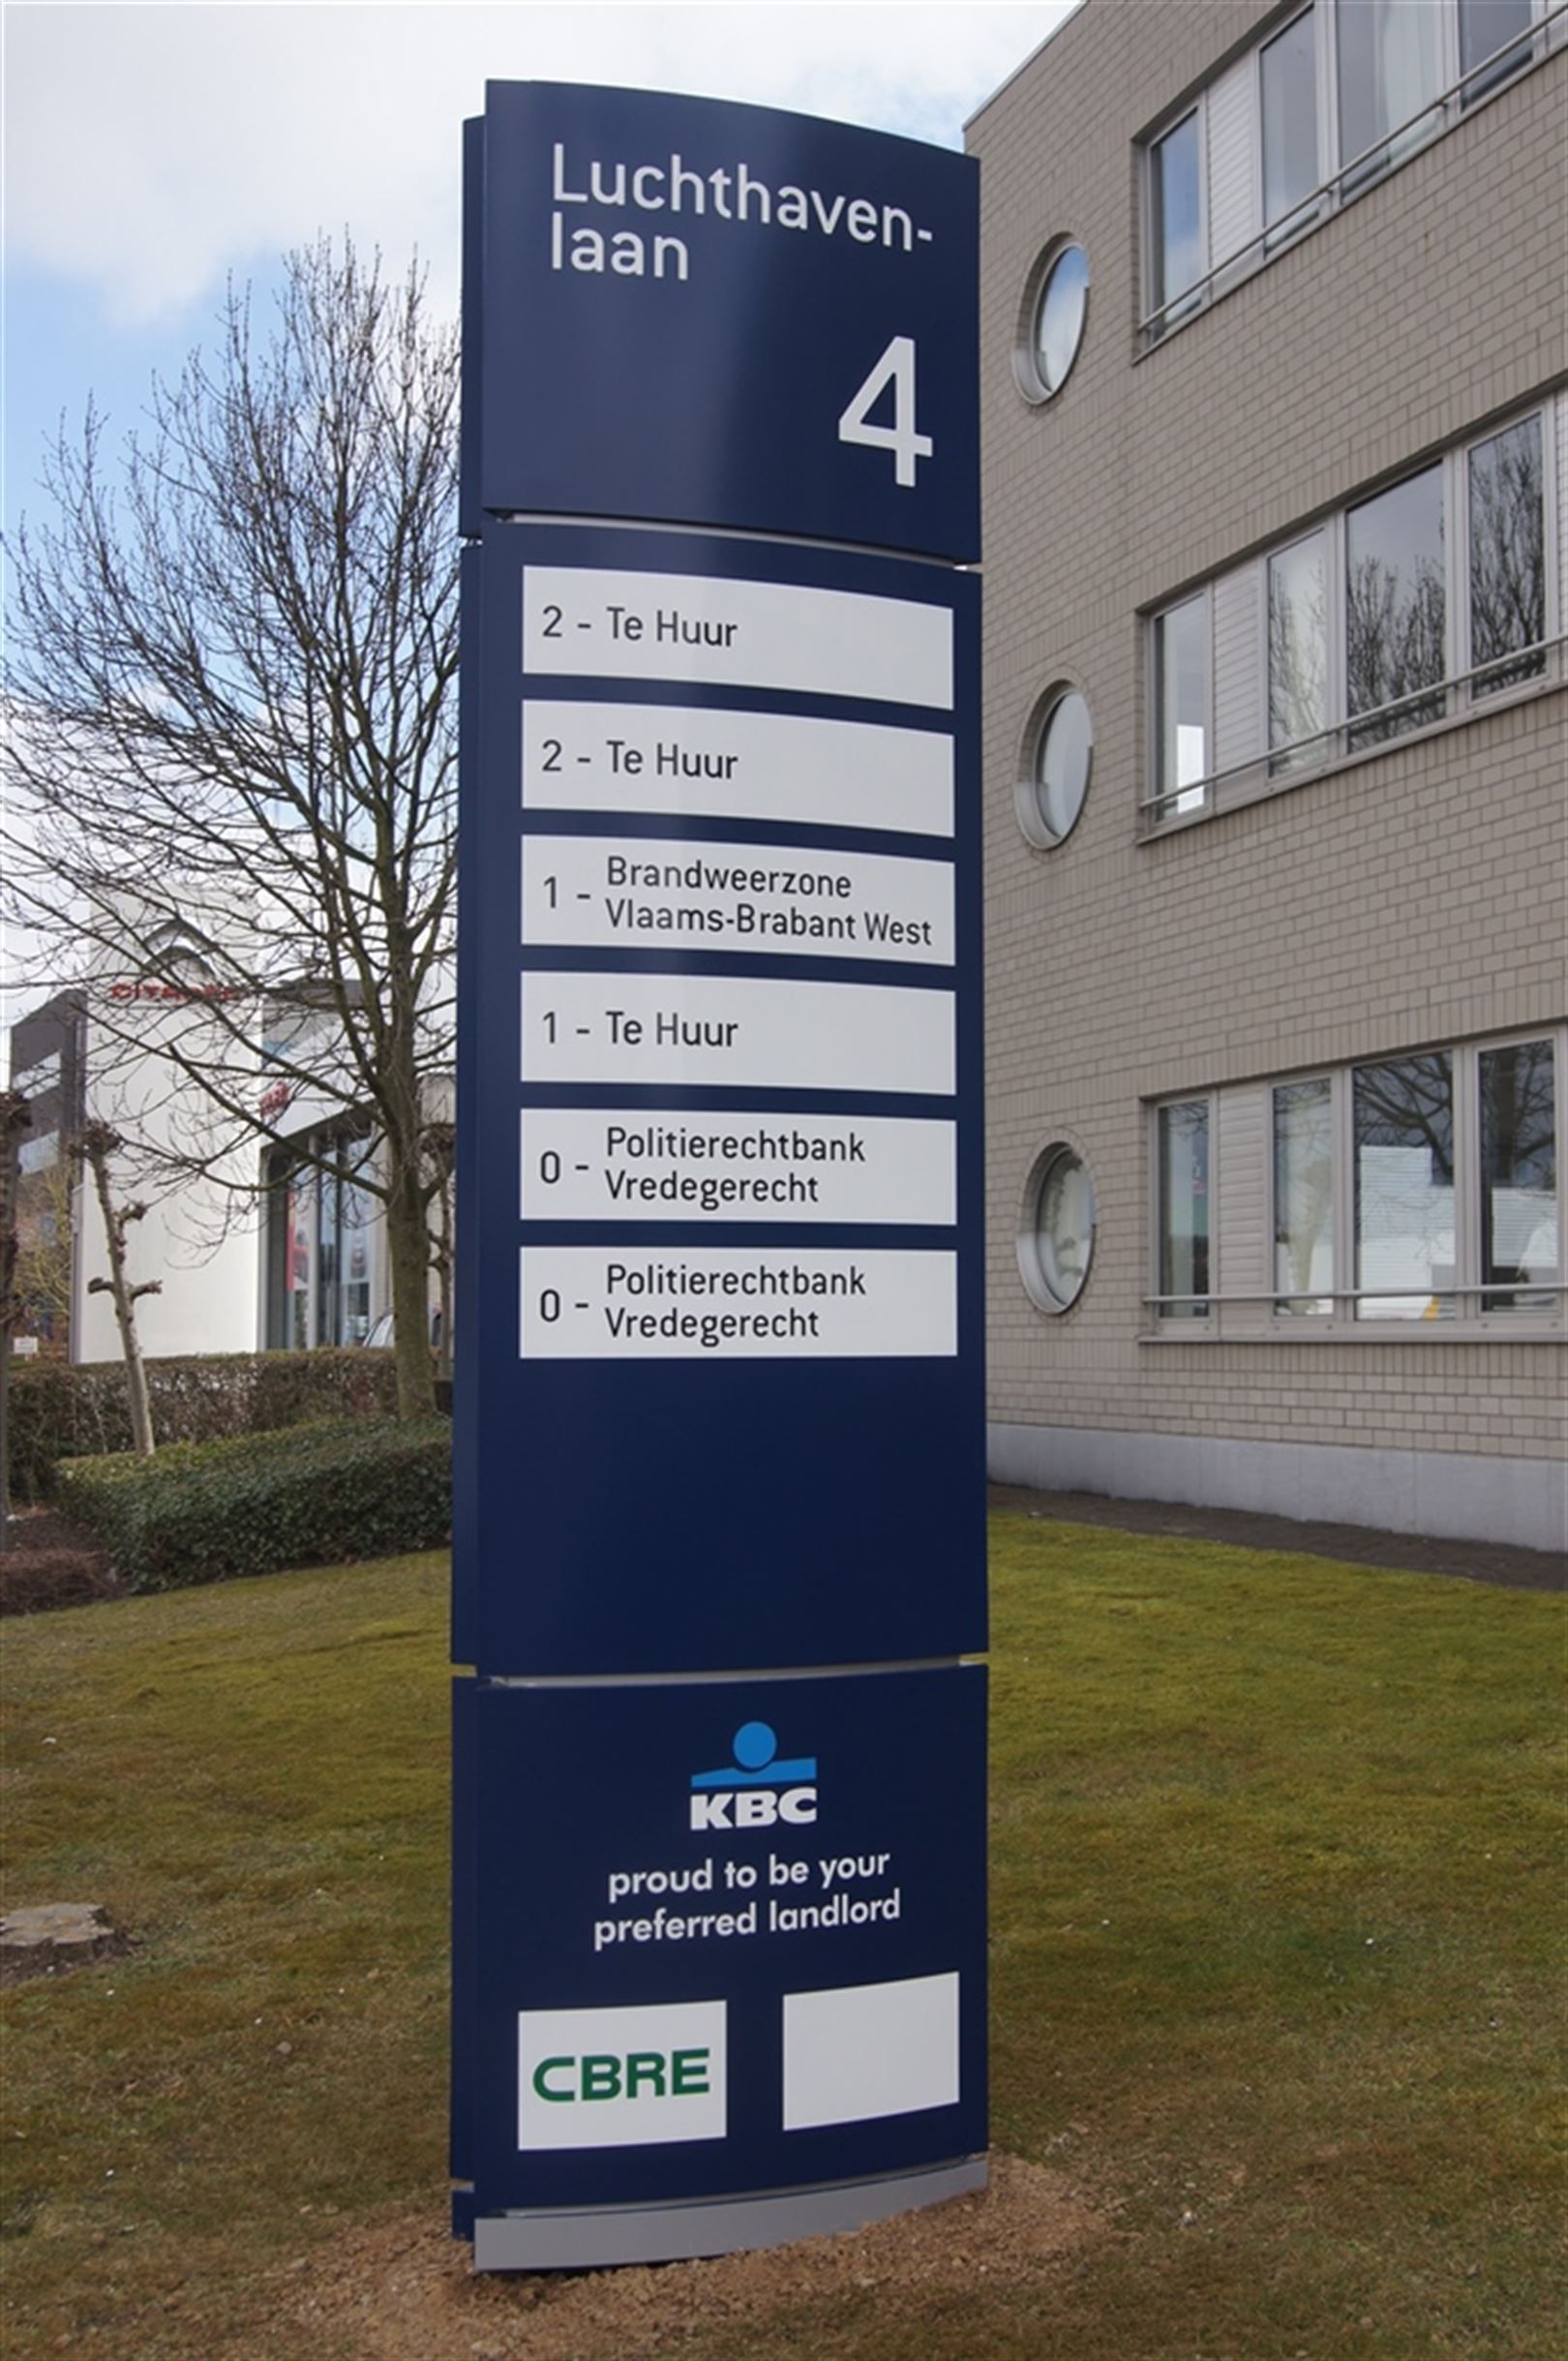 Luchthaven-
laan
4
2 - Te Huur
2 - Te Huur
1 - Brandweerzone
Vlaams-Brabant West
1 - Te Huur
0 - Politierechtbank
Vredegerecht
0 - Politierechtbank
Vredegerecht
KBC
proud to be your
preferred landlord
CBRE
CITROËN